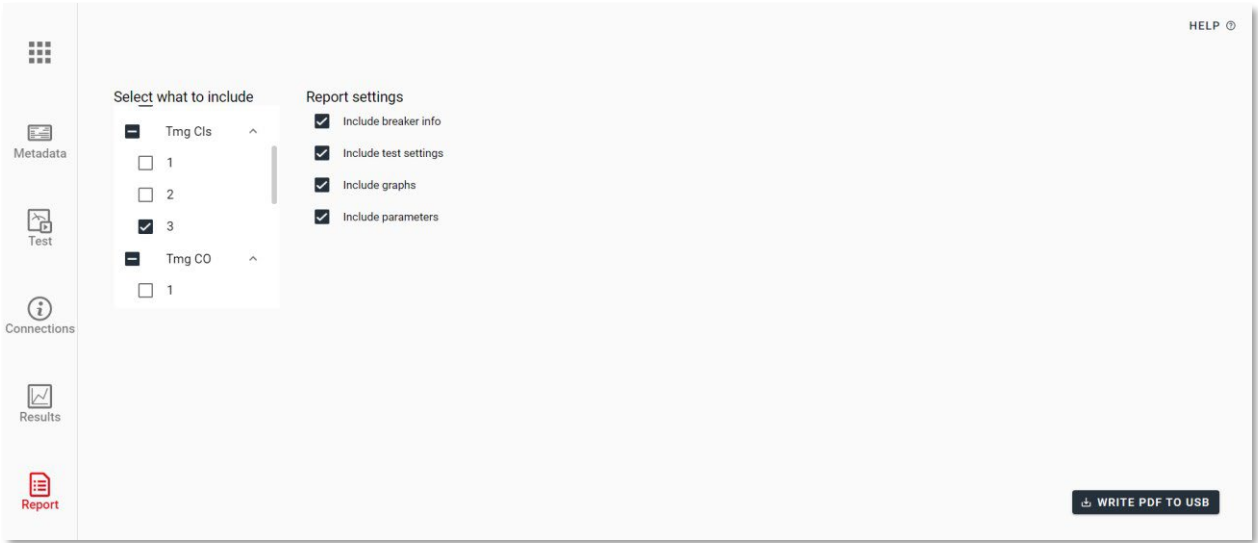 HELP
Metadata
Test
Connections
Results
Report
Select what to include
Tmg Cls
1
2
3
Tmg CO
1
Report settings
Include breaker info
Include test settings
Include graphs
Include parameters
WRITE PDF TO USB